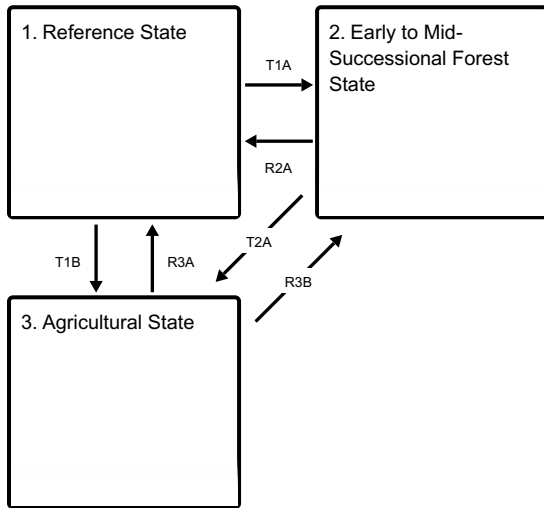 1. Reference State
2. Early to Mid-
Successional Forest
State
T1A
R2A
T1B
R3A
T2A
R3B
3. Agricultural State